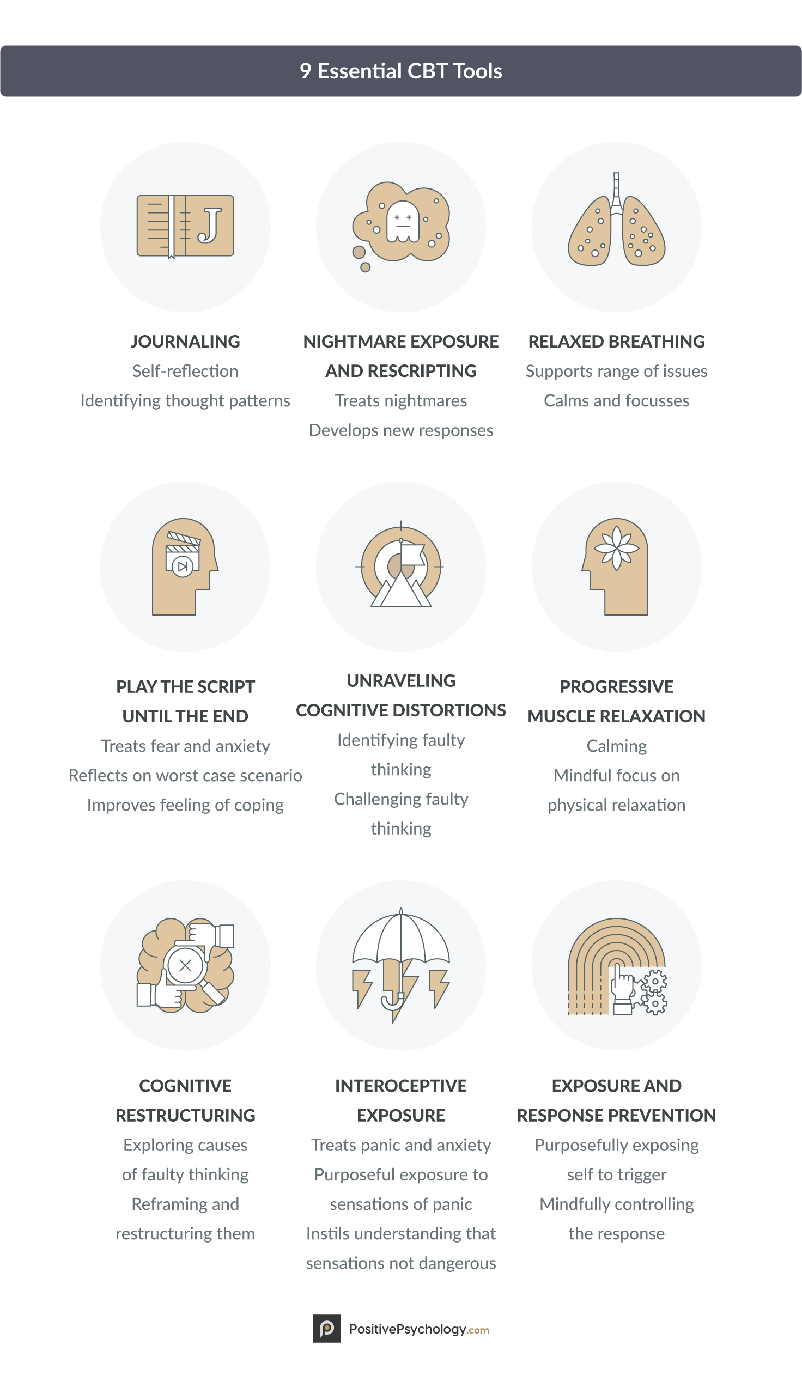 9 Essential CBT Tools
J
JOURNALING
Self-reflection
Identifying thought patterns
NIGHTMARE EXPOSURE
AND RESCRIPTING
Treats nightmares
Develops new responses
RELAXED BREATHING
Supports range of issues
Calms and focusses
PLAY THE SCRIPT
UNTIL THE END
Treats fear and anxiety
Reflects on worst case scenario
Improves feeling of coping
UNRAVELING
COGNITIVE DISTORTIONS
Identifying faulty
thinking
Challenging faulty
thinking
PROGRESSIVE
MUSCLE RELAXATION
Calming
Mindful focus on
physical relaxation
COGNITIVE
RESTRUCTURING
Exploring causes
of faulty thinking
Reframing and
restructuring them
INTEROCEPTIVE
EXPOSURE
Treats panic and anxiety
Purposeful exposure to
sensations of panic
Instils understanding that
sensations not dangerous
EXPOSURE AND
RESPONSE PREVENTION
Purposefully exposing
self to trigger
Mindfully controlling
the response
PositivePsychology.com